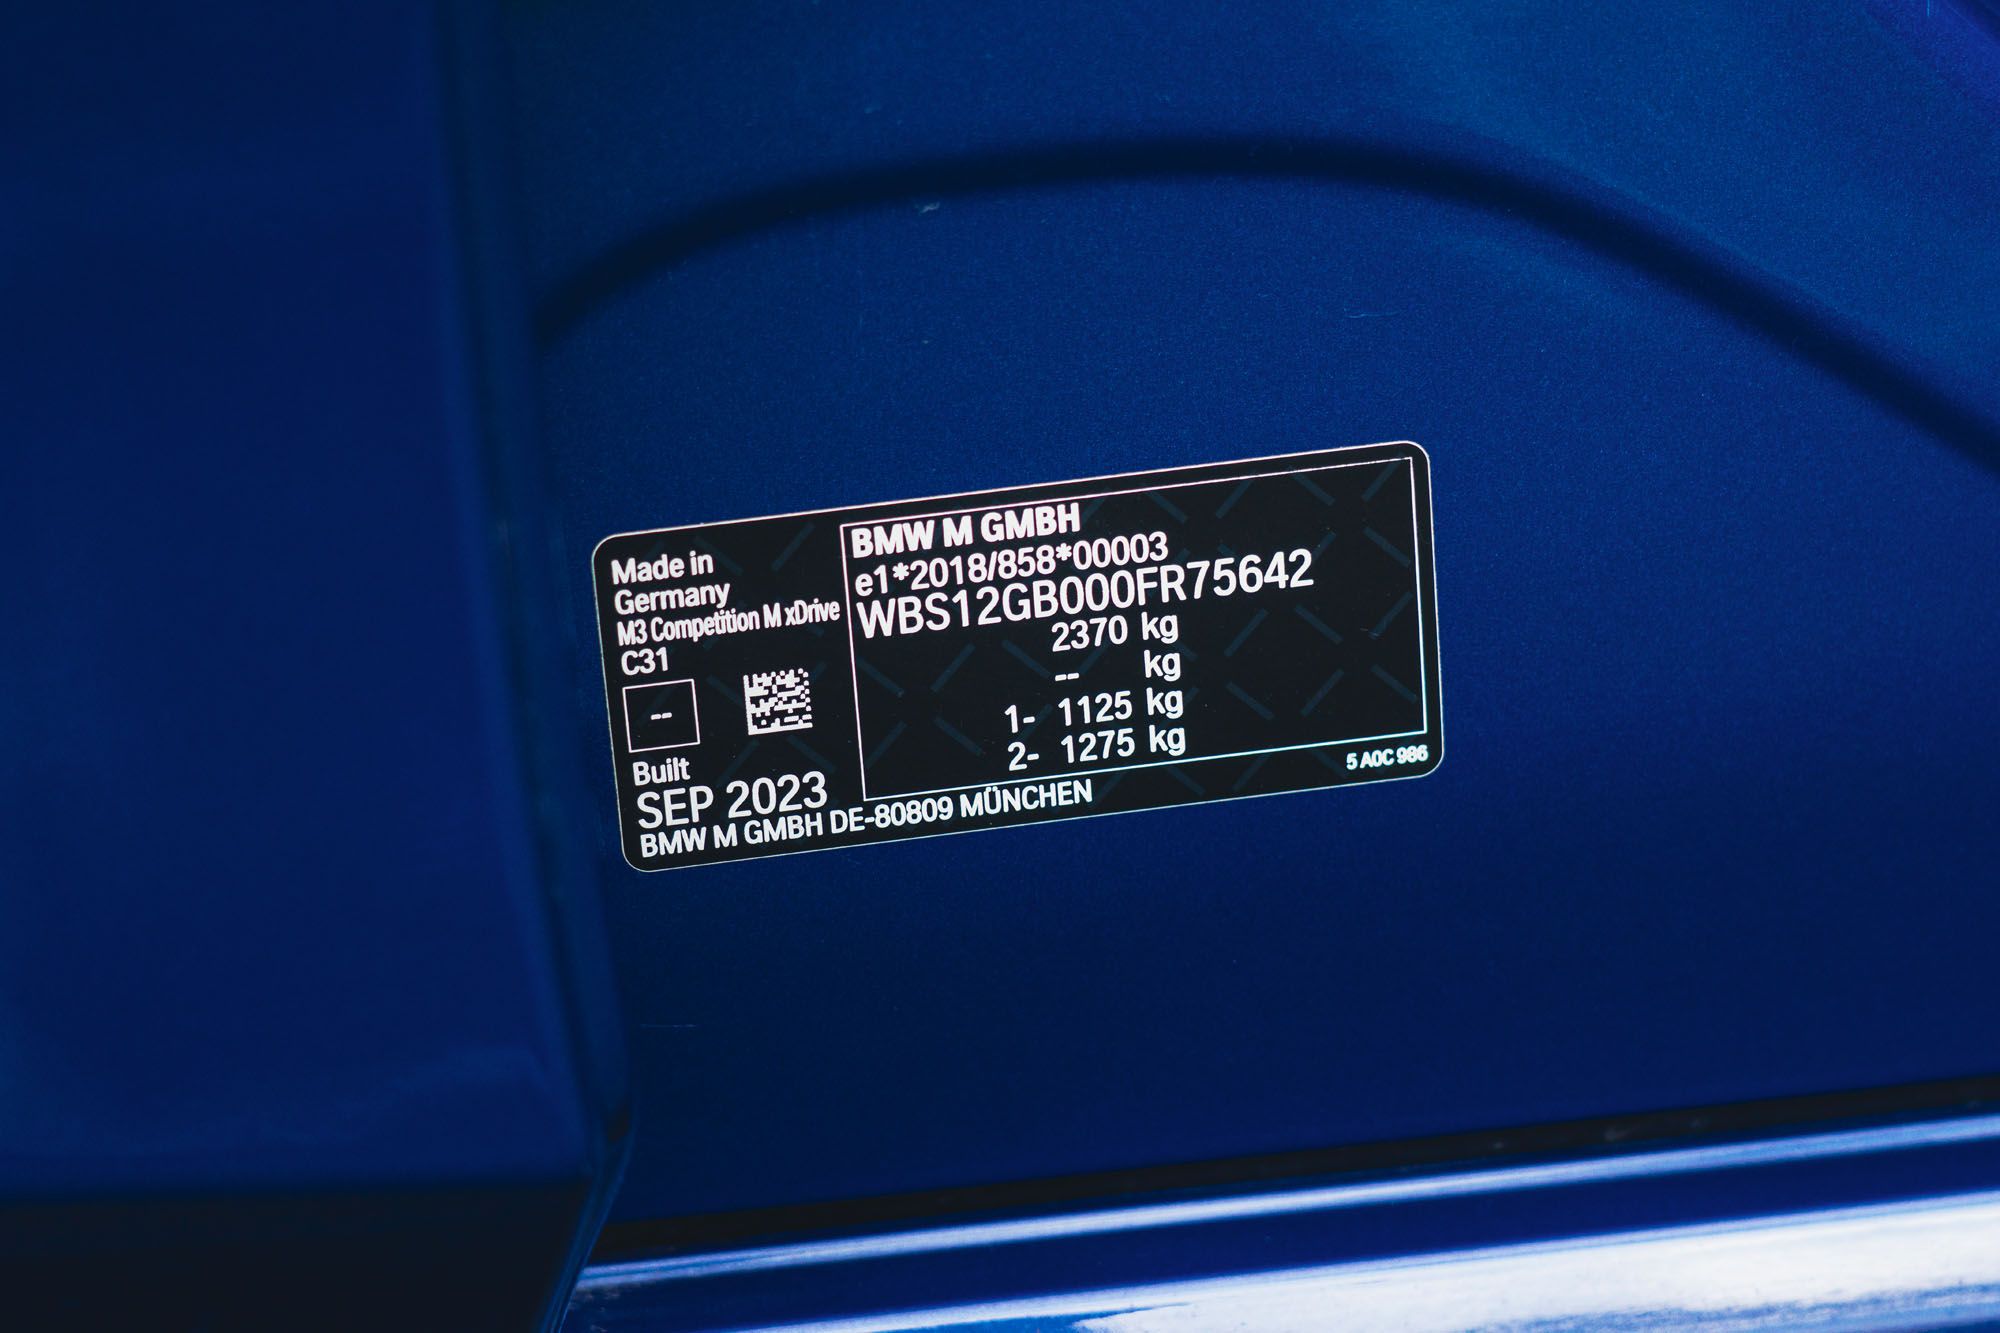 Made in
Germany
M3 Competition M xDrive
C31
--
Built
SEP 2023
BMW M GMBH
e1*2018/858*00003
WBS12GB000FR75642
2370 kg
-- kg
1- 1125 kg
2- 1275 kg
5 A0C 986
BMW M GMBH DE-80809 MÜNCHEN